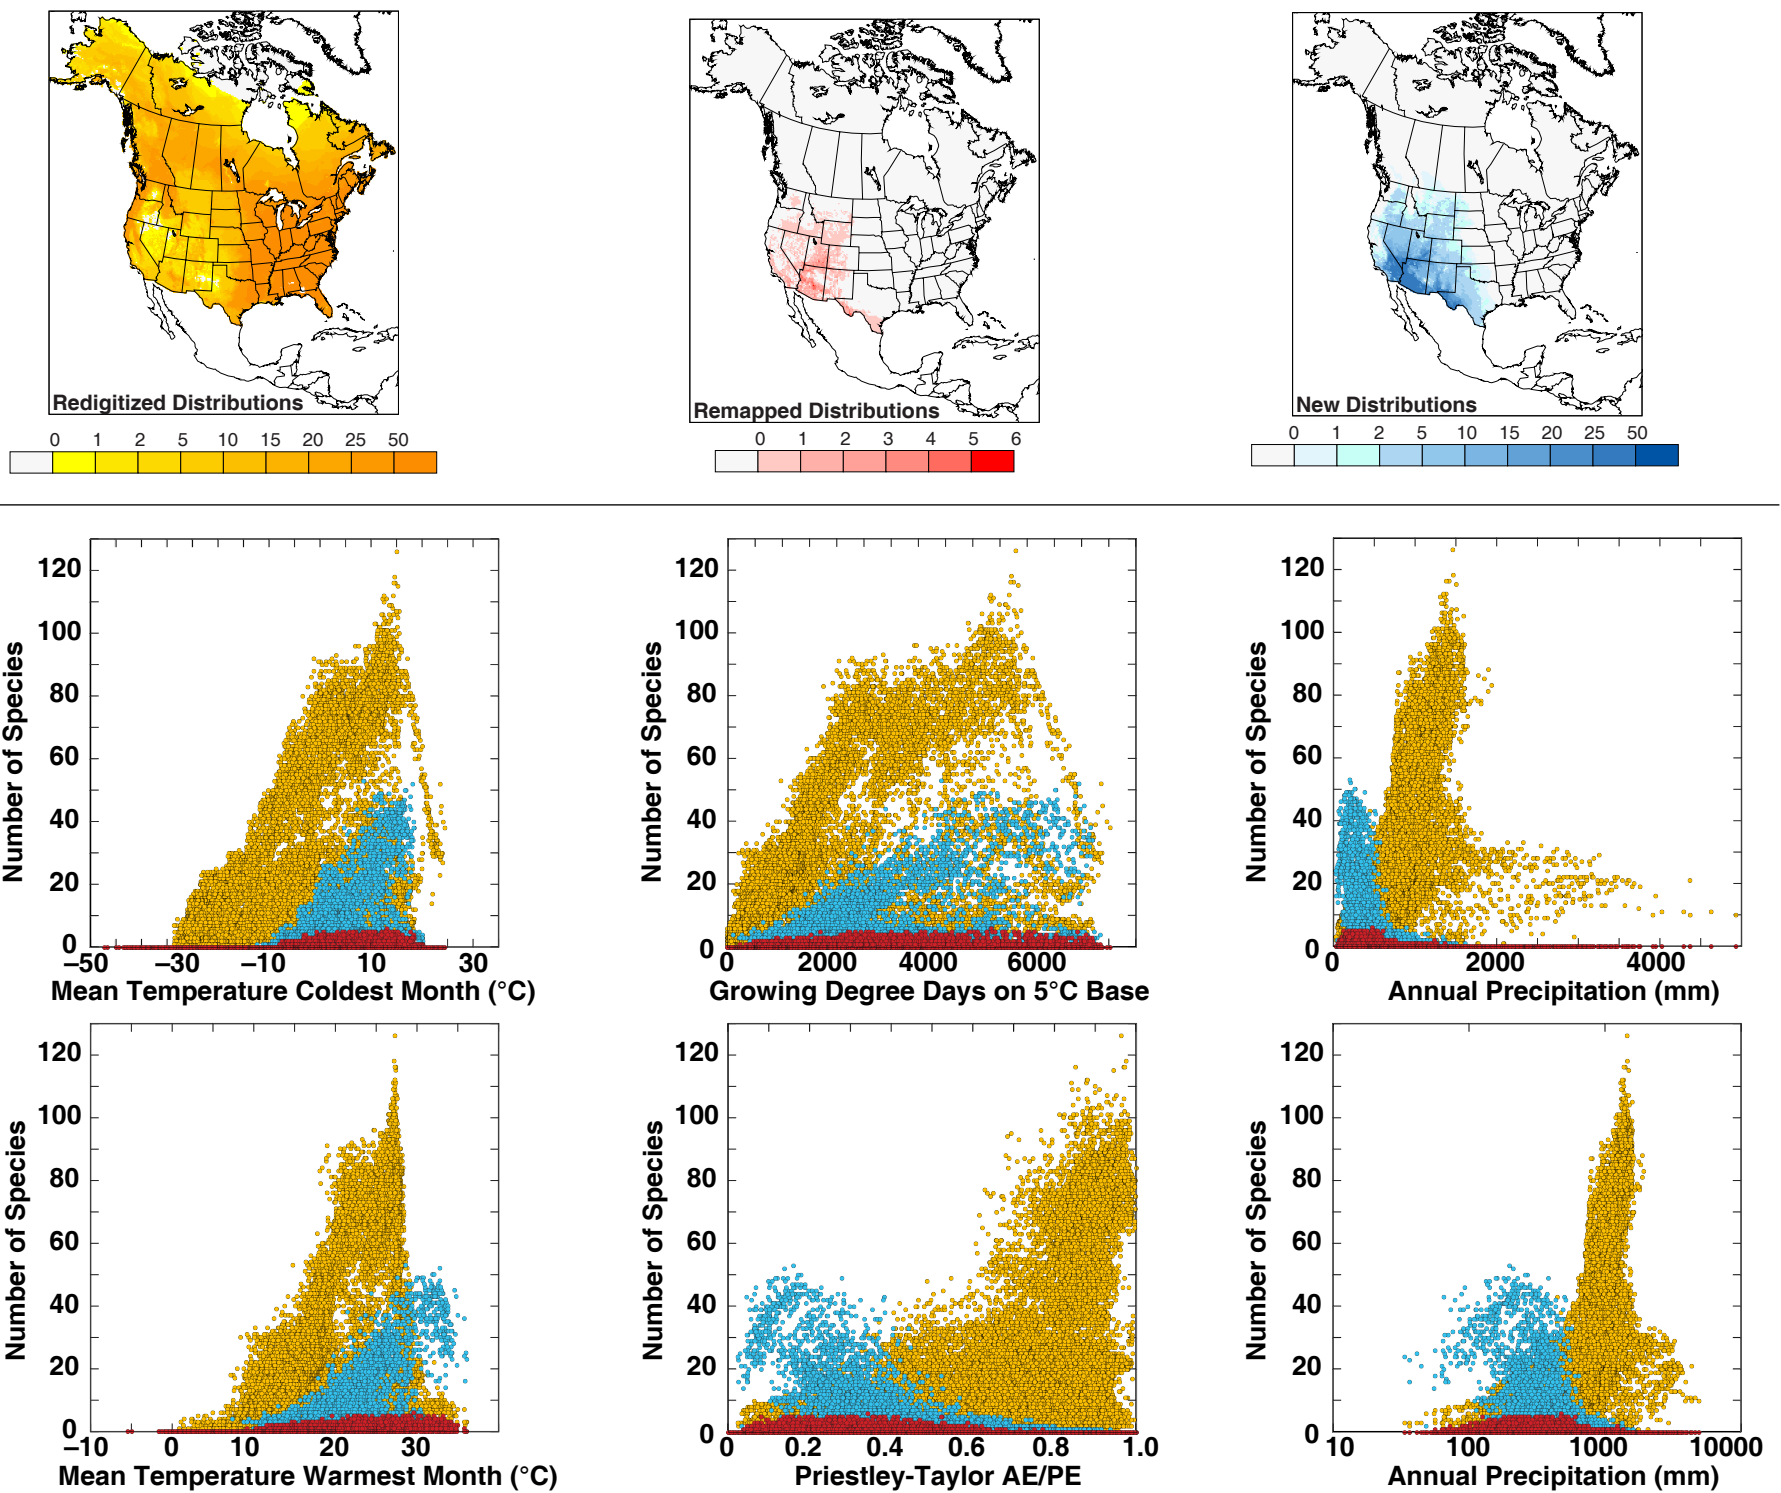 Redigitized Distributions
0 1 2 5 10 15 20 25 50
Remapped Distributions
0 1 2 3 4 5 6
New Distributions
0 1 2 5 10 15 20 25 50
Number of Species
120
100
80
60
40
20
0
−50 −30 −10 10 30
Mean Temperature Coldest Month (°C)
Number of Species
120
100
80
60
40
20
0
0 2000 4000 6000
Growing Degree Days on 5°C Base
Number of Species
120
100
80
60
40
20
0
0 2000 4000
Annual Precipitation (mm)
Number of Species
120
100
80
60
40
20
0
−10 0 10 20 30
Mean Temperature Warmest Month (°C)
Number of Species
120
100
80
60
40
20
0
0 0.2 0.4 0.6 0.8 1.0
Priestley-Taylor AE/PE
Number of Species
120
100
80
60
40
20
0
10 100 1000 10000
Annual Precipitation (mm)